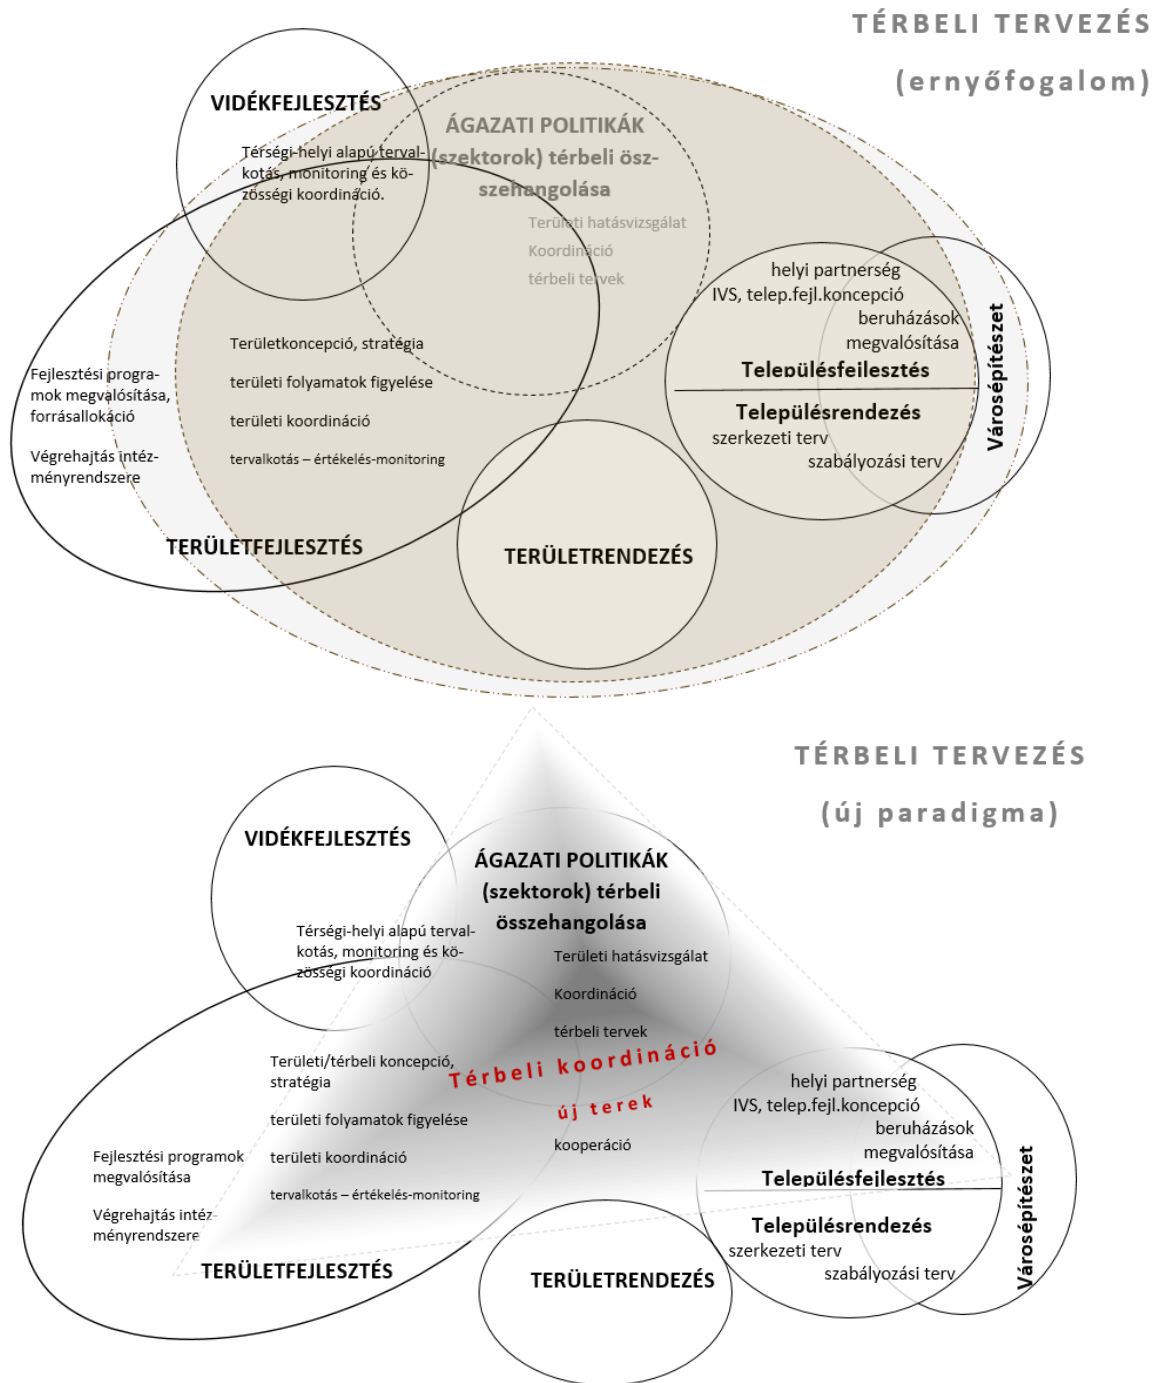 TÉRBELI TERVEZÉS
(ernyőfogalom)
VIDÉKFEJLESZTÉS
Térségi-helyi alapú terval-
kotás, monitoring és kö-
zösségi koordináció.
ÁGAZATI POLITIKÁK
(szektorok) térbeli ösz-
szehangolása
Területi hatásvizsgálat
Koordináció
térbeli tervek
helyi partnerség
IVS, telep.fejl.koncepció
beruházások
megvalósítása
Településfejlesztés
Településrendezés
szerkezeti terv
szabályozási terv
Városépítészet
Területkoncepció, stratégia
területi folyamatok figyelése
területi koordináció
tervalkotás – értékelés-monitoring
Fejlesztési progra-
mok megvalósítása,
forrásallokáció
Végrehajtás intéz-
ményrendszere
TERÜLETFEJLESZTÉS
TERÜLETRENDEZÉS
TÉRBELI TERVEZÉS
(új paradigma)
VIDÉKFEJLESZTÉS
Térségi-helyi alapú terval-
kotás, monitoring és kö-
zösségi koordináció
ÁGAZATI POLITIKÁK
(szektorok) térbeli
összehangolása
Területi hatásvizsgálat
Koordináció
térbeli tervek
Térbeli koordináció
új terek
kooperáció
Területi/térbeli koncepció,
stratégia
területi folyamatok figyelése
területi koordináció
tervalkotás – értékelés-monitoring
Fejlesztési programok
megvalósítása
Végrehajtás intéz-
ményrendszere
TERÜLETFEJLESZTÉS
TERÜLETRENDEZÉS
helyi partnerség
IVS, telep.fejl.koncepció
beruházások
megvalósítása
Településfejlesztés
Településrendezés
szerkezeti terv
szabályozási terv
Városépítészet